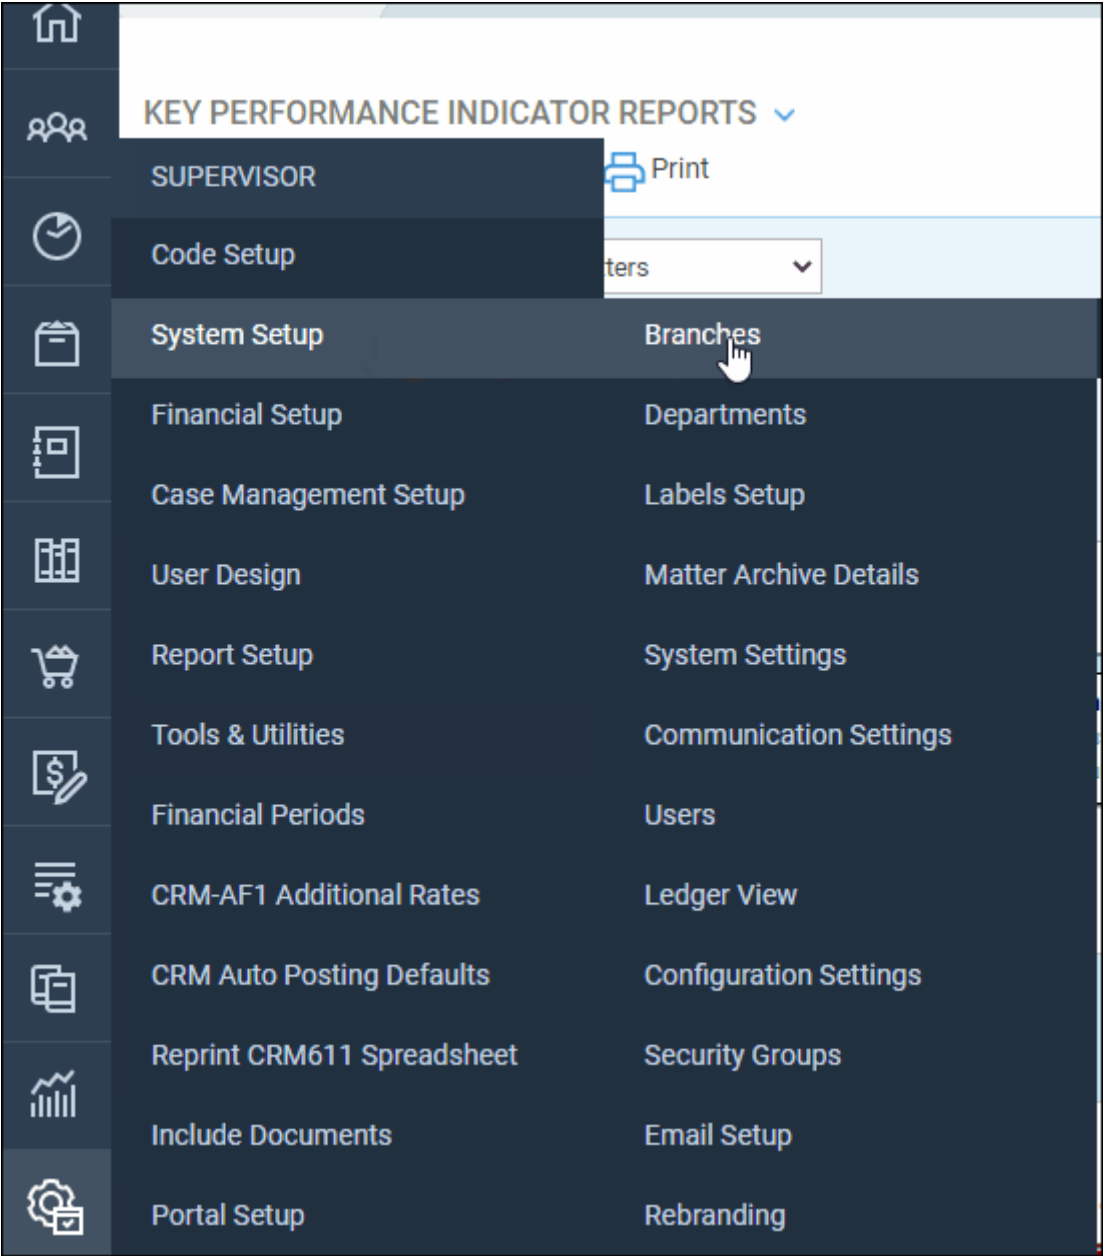 KEY PERFORMANCE INDICATOR REPORTS
SUPERVISOR
Print
Code Setup
System Setup
Financial Setup
Case Management Setup
User Design
Report Setup
Tools & Utilities
Financial Periods
CRM-AF1 Additional Rates
CRM Auto Posting Defaults
Reprint CRM611 Spreadsheet
Include Documents
Portal Setup
Branches
Departments
Labels Setup
Matter Archive Details
System Settings
Communication Settings
Users
Ledger View
Configuration Settings
Security Groups
Email Setup
Rebranding